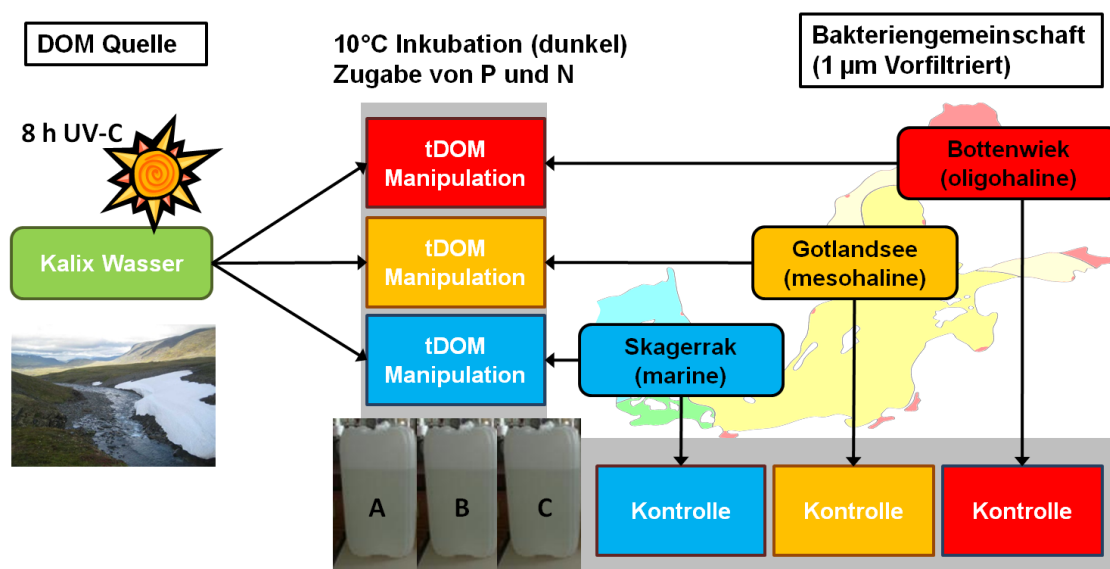 DOM Quelle
10°C Inkubation (dunkel)
Zugabe von P und N
Bakteriengemeinschaft
(1 µm Vorfiltriert)
8 h UV-C
Kalix Wasser
tDOM
Manipulation
tDOM
Manipulation
tDOM
Manipulation
Bottenwiek
(oligohaline)
Gotlandsee
(mesohaline)
Skagerrak
(marine)
A
B
C
Kontrolle
Kontrolle
Kontrolle